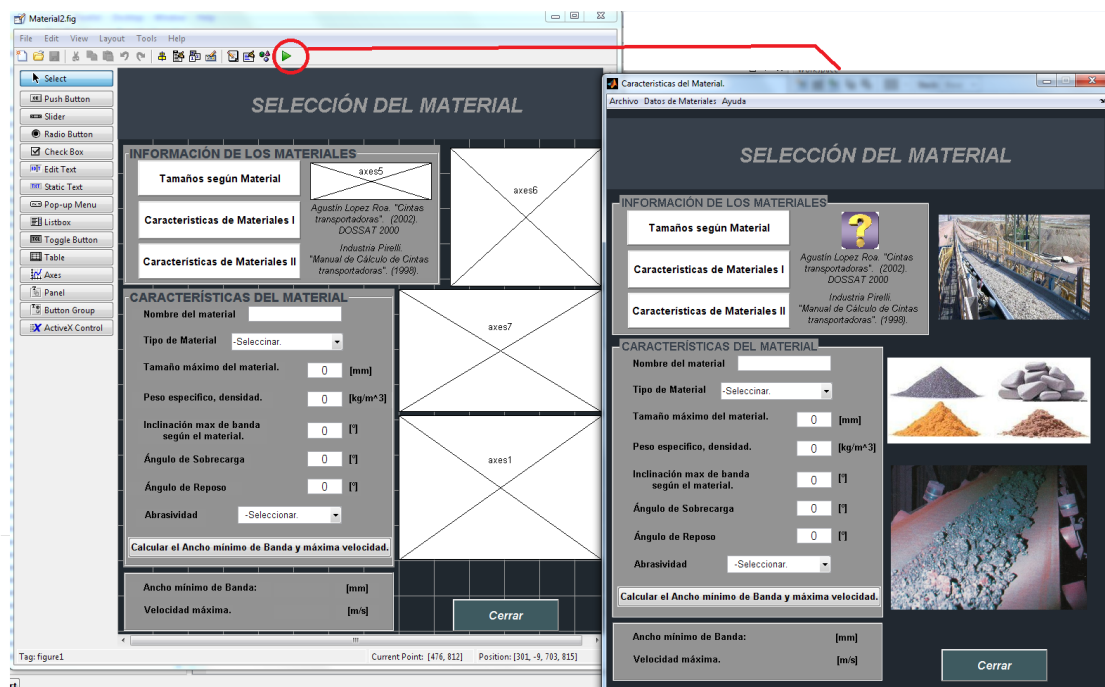 Material2.fig
File Edit View Layout Tools Help
Select
Push Button
Slider
Radio Button
Check Box
Edit Text
Static Text
Pop-up Menu
Listbox
Toggle Button
Table
Axes
Panel
Button Group
ActiveX Control
SELECCIÓN DEL MATERIAL
INFORMACIÓN DE LOS MATERIALES
Tamaños según Material
Características de Materiales I
Características de Materiales II
axes5
Agustín Lopez Roa. "Cintas
transportadoras". (2002).
DOSSAT 2000
Industria Pirelli.
"Manual de Cálculo de Cintas
transportadoras". (1998).
axes6
CARACTERÍSTICAS DEL MATERIAL
Nombre del material
Tipo de Material -Seleccinar.
Tamaño máximo del material. 0 [mm]
Peso específico, densidad. 0 [kg/m^3]
Inclinación max de banda
según el material. 0 [º]
Ángulo de Sobrecarga 0 [º]
Ángulo de Reposo 0 [º]
Abrasividad -Seleccionar.
Calcular el Ancho mínimo de Banda y máxima velocidad.
axes7
axes1
Ancho mínimo de Banda: [mm]
Velocidad máxima. [m/s]
Cerrar
Tag: figure1 Current Point: [476, 812] Position: [301, -9, 703, 815]
Caracteristicas del Material.
Archivo Datos de Materiales Ayuda
SELECCIÓN DEL MATERIAL
INFORMACIÓN DE LOS MATERIALES
Tamaños según Material
Características de Materiales I
Características de Materiales II
?
Agustín Lopez Roa. "Cintas
transportadoras". (2002).
DOSSAT 2000
Industria Pirelli.
"Manual de Cálculo de Cintas
transportadoras". (1998).
CARACTERÍSTICAS DEL MATERIAL
Nombre del material
Tipo de Material -Seleccinar.
Tamaño máximo del material. 0 [mm]
Peso específico, densidad. 0 [kg/m^3]
Inclinación max de banda
según el material. 0 [º]
Ángulo de Sobrecarga 0 [º]
Ángulo de Reposo 0 [º]
Abrasividad -Seleccionar.
Calcular el Ancho mínimo de Banda y máxima velocidad.
Ancho mínimo de Banda: [mm]
Velocidad máxima. [m/s]
Cerrar